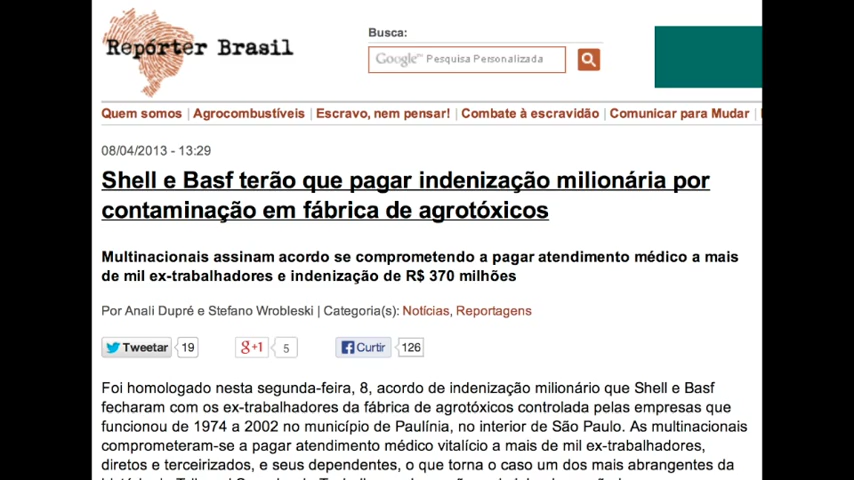 Repórter Brasil
Busca:
Google™ Pesquisa Personalizada
Quem somos | Agrocombustíveis | Escravo, nem pensar! | Combate à escravidão | Comunicar para Mudar |
08/04/2013 - 13:29
Shell e Basf terão que pagar indenização milionária por
contaminação em fábrica de agrotóxicos
Multinacionais assinam acordo se comprometendo a pagar atendimento médico a mais
de mil ex-trabalhadores e indenização de R$ 370 milhões
Por Anali Dupré e Stefano Wrobleski | Categoria(s): Notícias, Reportagens
Tweetar 19 g+1 5 Curtir 126
Foi homologado nesta segunda-feira, 8, acordo de indenização milionário que Shell e Basf
fecharam com os ex-trabalhadores da fábrica de agrotóxicos controlada pelas empresas que
funcionou de 1974 a 2002 no município de Paulínia, no interior de São Paulo. As multinacionais
comprometeram-se a pagar atendimento médico vitalício a mais de mil ex-trabalhadores,
diretos e terceirizados, e seus dependentes, o que torna o caso um dos mais abrangentes da